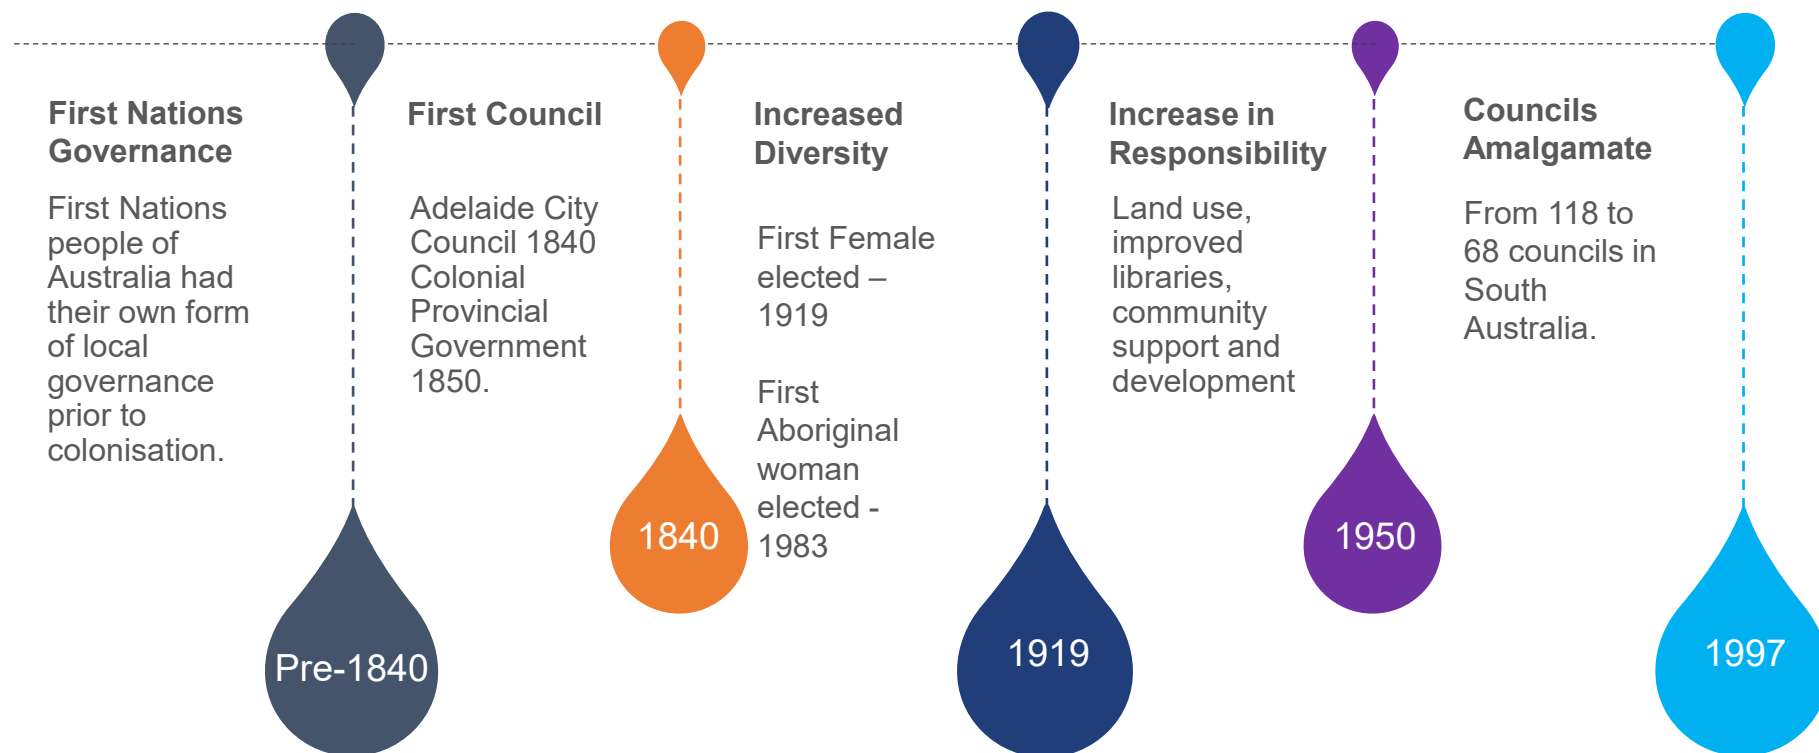 First Nations
Governance
First Nations
people of
Australia had
their own form
of local
governance
prior to
colonisation.
Pre-1840
First Council
Adelaide City
Council 1840
Colonial
Provincial
Government
1850.
1840
Increased
Diversity
First Female
elected –
1919
First
Aboriginal
woman
elected -
1983
1919
Increase in
Responsibility
Land use,
improved
libraries,
community
support and
development
1950
Councils
Amalgamate
From 118 to
68 councils in
South
Australia.
1997